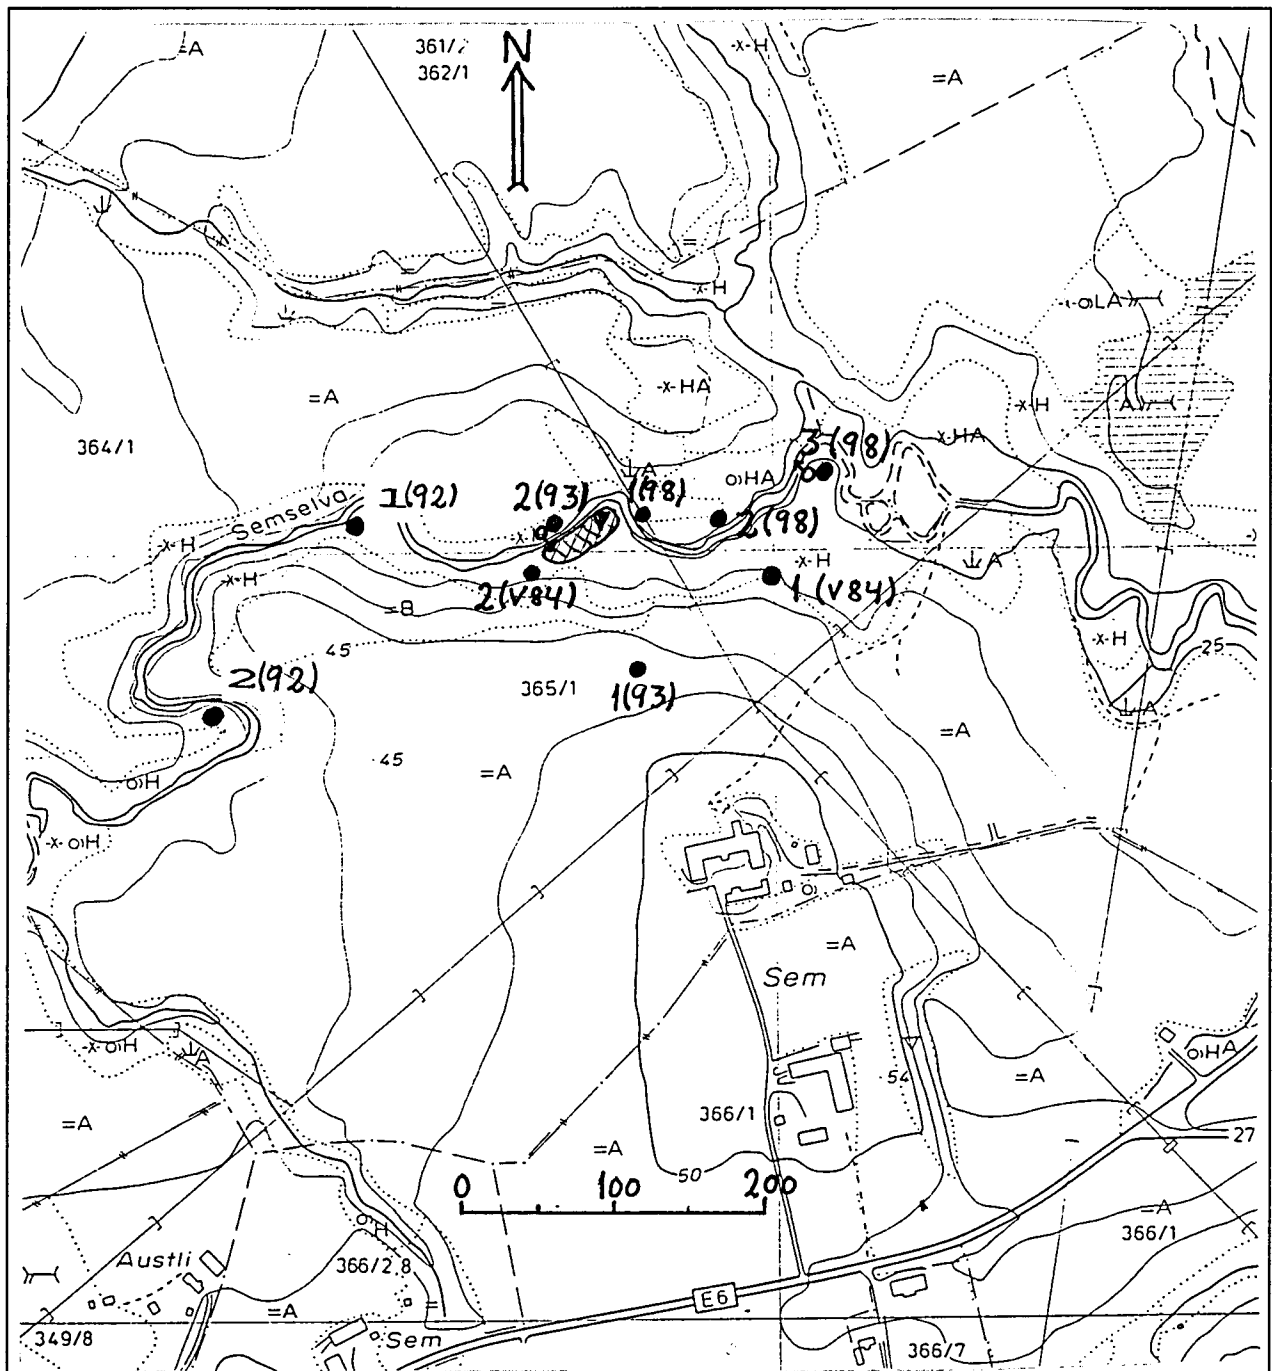 =A
361/2
362/1
N
-x-H
=A
=
=
-x-H
=
-x-HA
-x-H
=A
364/1
1(92)
Semselva
2(93)
1(98)
A
o)HA
3(98)
x-HA
A
2(98)
-x-H
-x-H
-x-H
2(V84)
1(V84)
A
=B
45
2(92)
365/1
1(93)
-x-H
25
A
=A
45
=A
o)H
-x-o)H
o)
=A
Sem
-x-o)H
A
54
=A
o)HA
=A
366/1
=A
50
27
0 100 200
=A
366/1
o)H
Austli
366/2.8
=A
=
E6
349/8
Sem
366/7